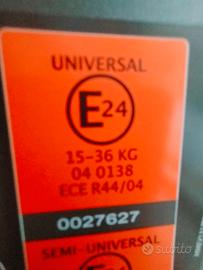 UNIVERSAL
E24
15-36 KG
04 0138
ECE R44/04
0027627
SEMI-UNIVERSAL
subito